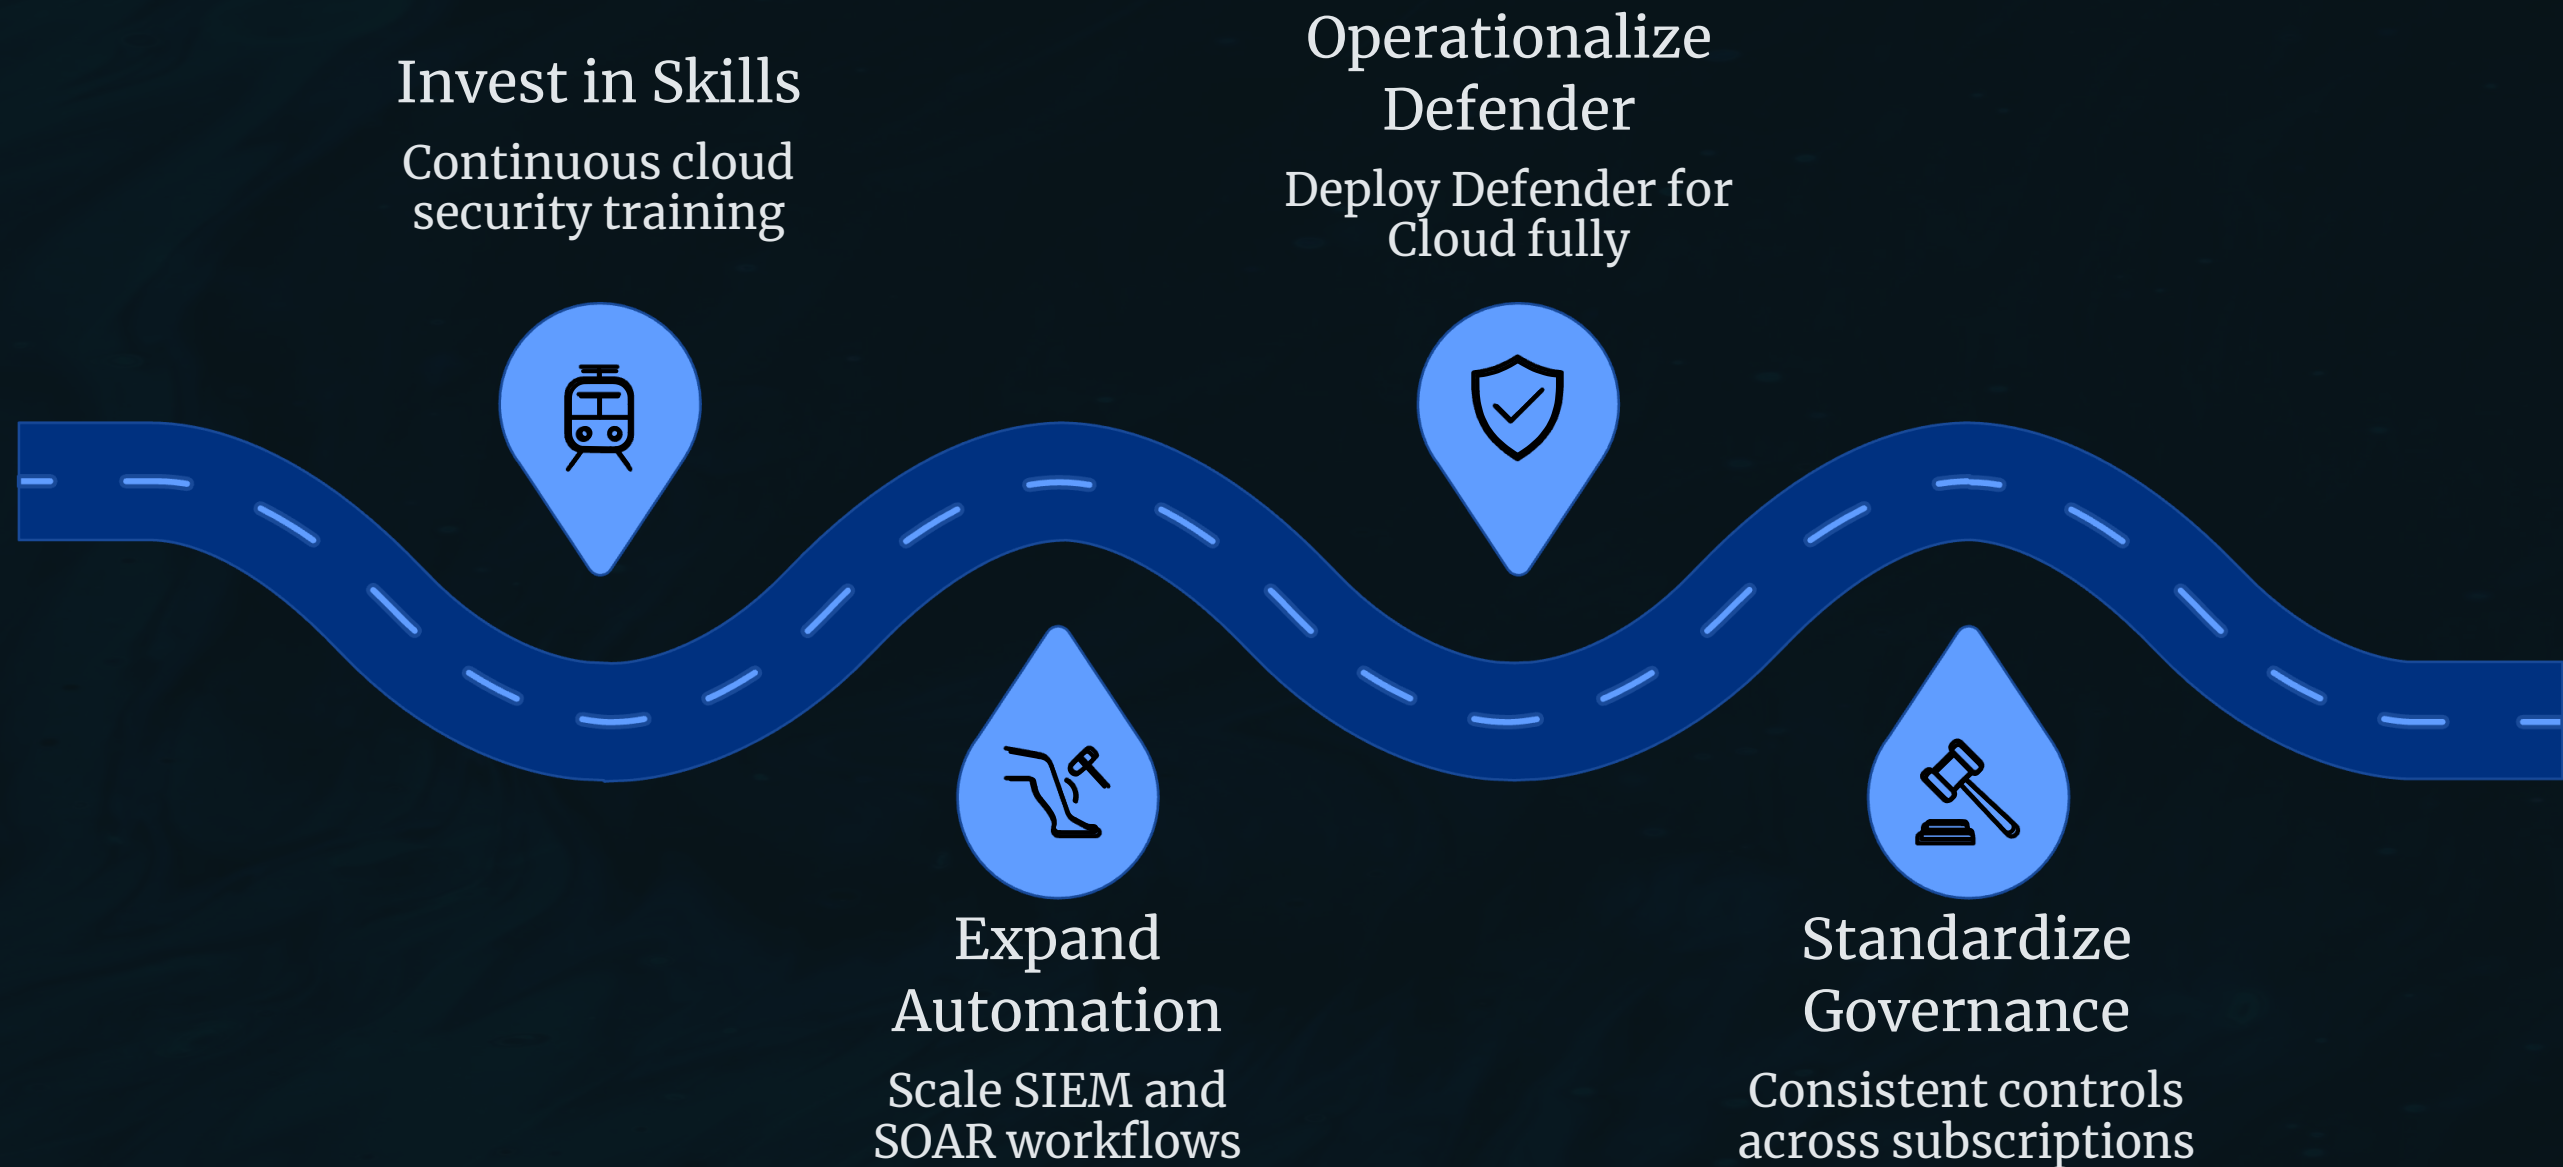 Invest in Skills
Continuous cloud
security training
Expand
Automation
Scale SIEM and
SOAR workflows
Operationalize
Defender
Deploy Defender for
Cloud fully
Standardize
Governance
Consistent controls
across subscriptions